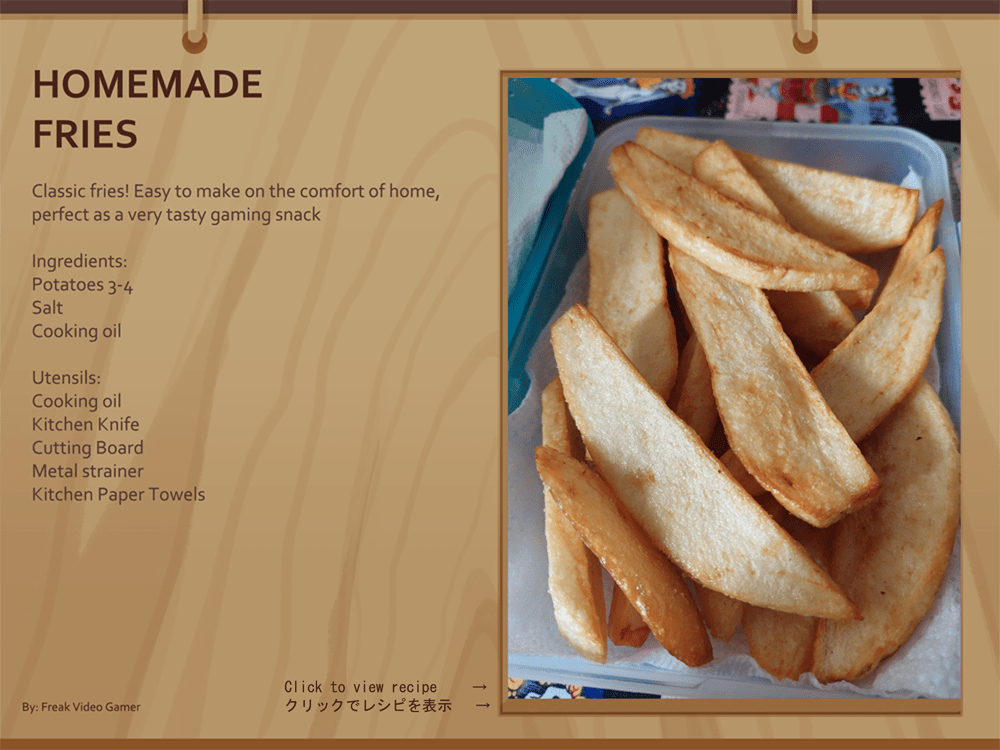 HOMEMADE
FRIES
Classic fries! Easy to make on the comfort of home,
perfect as a very tasty gaming snack
Ingredients:
Potatoes 3-4
Salt
Cooking oil
Utensils:
Cooking oil
Kitchen Knife
Cutting Board
Metal strainer
Kitchen Paper Towels
By: Freak Video Gamer
Click to view recipe →
クリックでレシピを表示 →